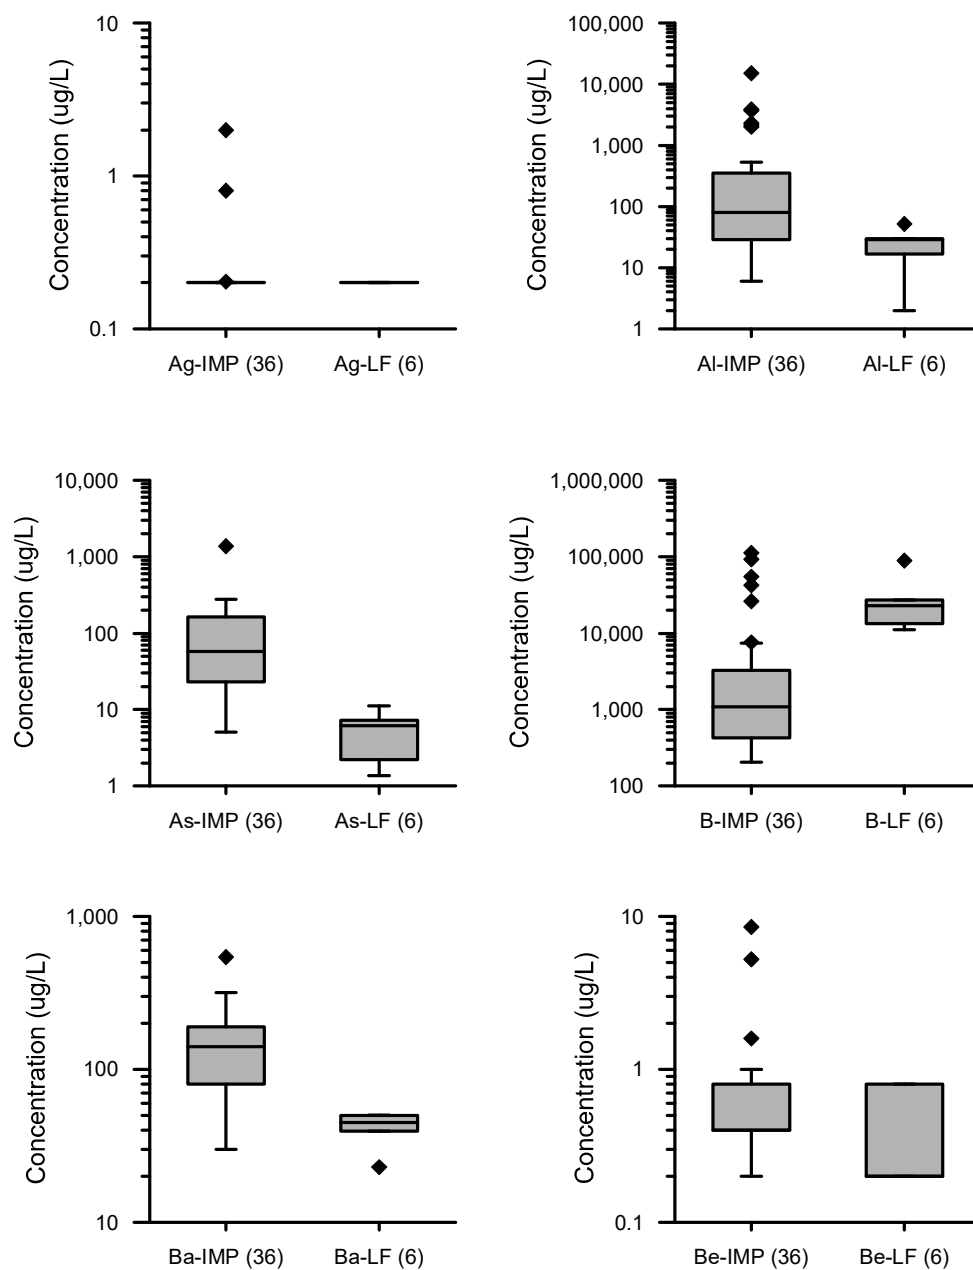 10
1
0.1
Concentration (ug/L)
Ag-IMP (36) Ag-LF (6)
100,000
10,000
1,000
100
10
1
Concentration (ug/L)
Al-IMP (36) Al-LF (6)
10,000
1,000
100
10
1
Concentration (ug/L)
As-IMP (36) As-LF (6)
1,000,000
100,000
10,000
1,000
100
Concentration (ug/L)
B-IMP (36) B-LF (6)
1,000
100
10
Concentration (ug/L)
Ba-IMP (36) Ba-LF (6)
10
1
0.1
Concentration (ug/L)
Be-IMP (36) Be-LF (6)